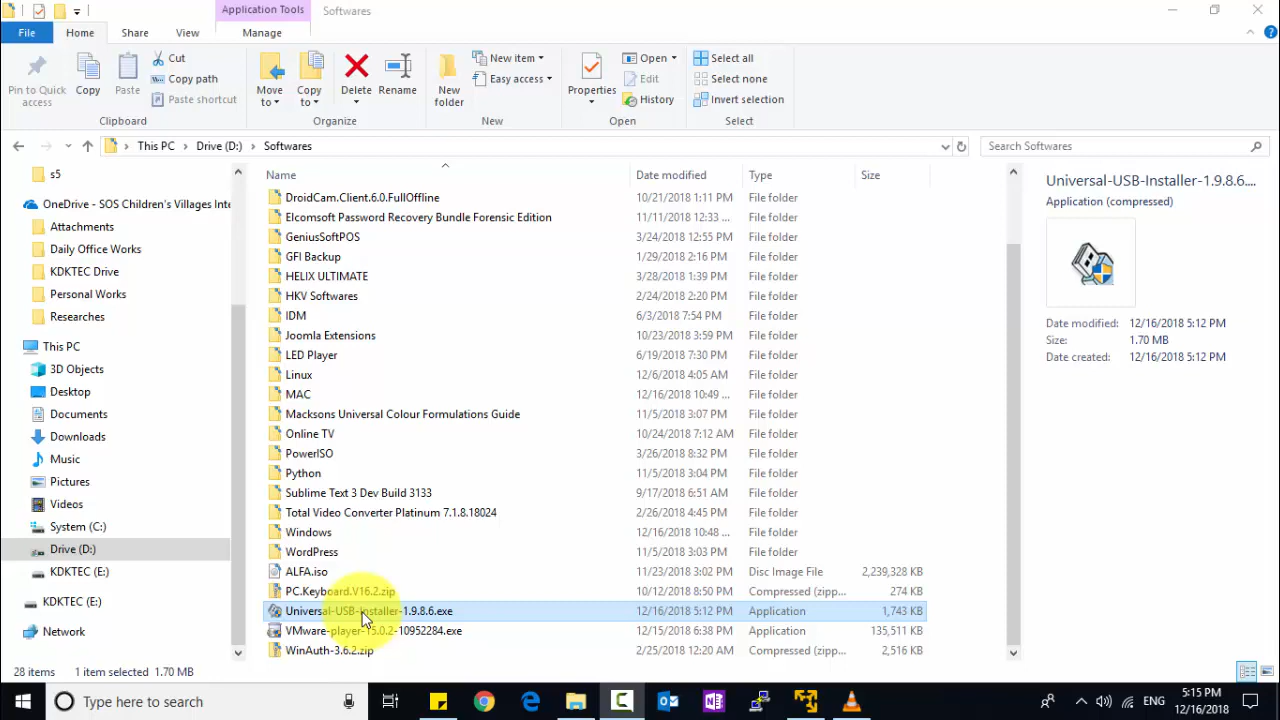 Application Tools
Softwares
File
Home
Share
View
Manage
Pin to Quick access
Copy
Paste
Cut
Copy path
Paste shortcut
Clipboard
Move to
Copy to
Delete
Rename
Organize
New folder
New item
Easy access
New
Properties
Open
Edit
History
Open
Select all
Select none
Invert selection
Select
This PC
Drive (D:)
Softwares
Search Softwares
s5
OneDrive - SOS Children's Villages Inte
Attachments
Daily Office Works
KDKTEC Drive
Personal Works
Researches
This PC
3D Objects
Desktop
Documents
Downloads
Music
Pictures
Videos
System (C:)
Drive (D:)
KDKTEC (E:)
KDKTEC (E:)
Network
Name Date modified Type Size
DroidCam.Client.6.0.FullOffline 10/21/2018 1:11 PM File folder
Elcomsoft Password Recovery Bundle Forensic Edition 11/11/2018 12:33 ... File folder
GeniusSoftPOS 3/24/2018 12:55 PM File folder
GFI Backup 1/29/2018 2:16 PM File folder
HELIX ULTIMATE 3/28/2018 1:39 PM File folder
HKV Softwares 2/24/2018 2:20 PM File folder
IDM 6/3/2018 7:54 PM File folder
Joomla Extensions 10/23/2018 3:59 PM File folder
LED Player 6/19/2018 7:30 PM File folder
Linux 12/6/2018 4:05 AM File folder
MAC 12/16/2018 10:49 ... File folder
Macksons Universal Colour Formulations Guide 11/5/2018 3:07 PM File folder
Online TV 10/24/2018 7:12 AM File folder
PowerISO 3/26/2018 8:32 PM File folder
Python 11/5/2018 3:04 PM File folder
Sublime Text 3 Dev Build 3133 9/17/2018 6:51 AM File folder
Total Video Converter Platinum 7.1.8.18024 2/26/2018 4:45 PM File folder
Windows 12/16/2018 10:48 ... File folder
WordPress 11/5/2018 3:03 PM File folder
ALFA.iso 11/23/2018 3:02 PM Disc Image File 2,239,328 KB
PC.Keyboard.V16.2.zip 10/12/2018 8:50 PM Compressed (zipp... 274 KB
Universal-USB-Installer-1.9.8.6.exe 12/16/2018 5:12 PM Application 1,743 KB
VMware-player-15.0.2-10952284.exe 12/15/2018 6:38 PM Application 135,511 KB
WinAuth-3.6.2.zip 2/25/2018 12:20 AM Compressed (zipp... 2,516 KB
Universal-USB-Installer-1.9.8.6....
Application (compressed)
Date modified: 12/16/2018 5:12 PM
Size: 1.70 MB
Date created: 12/16/2018 5:12 PM
28 items 1 item selected 1.70 MB
Type here to search
ENG
5:15 PM
12/16/2018